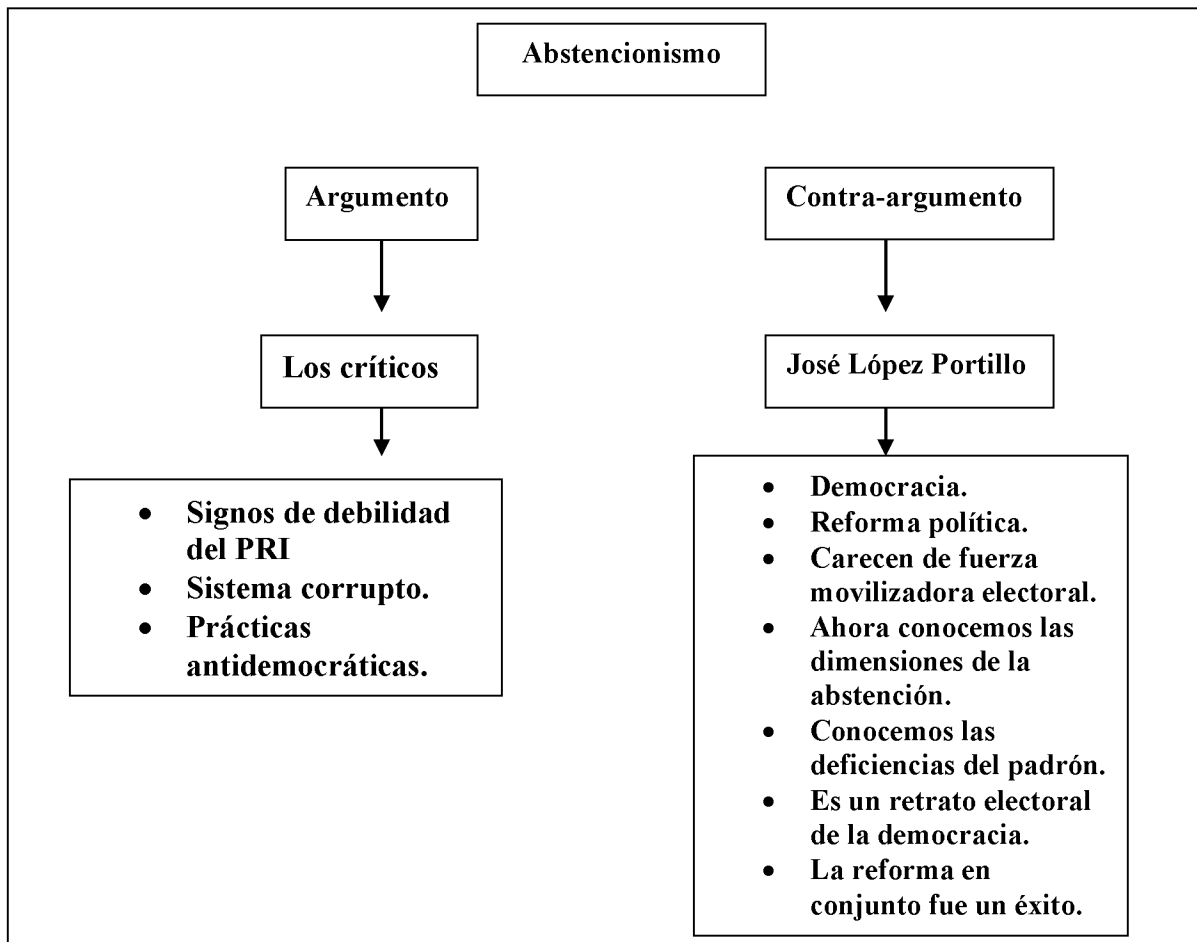 Abstencionismo
Argumento
Los críticos
• Signos de debilidad
del PRI
• Sistema corrupto.
• Prácticas
antidemocráticas.
Contra-argumento
José López Portillo
• Democracia.
• Reforma política.
• Carecen de fuerza
movilizadora electoral.
• Ahora conocemos las
dimensiones de la
abstención.
• Conocemos las
deficiencias del padrón.
• Es un retrato electoral
de la democracia.
• La reforma en
conjunto fue un éxito.